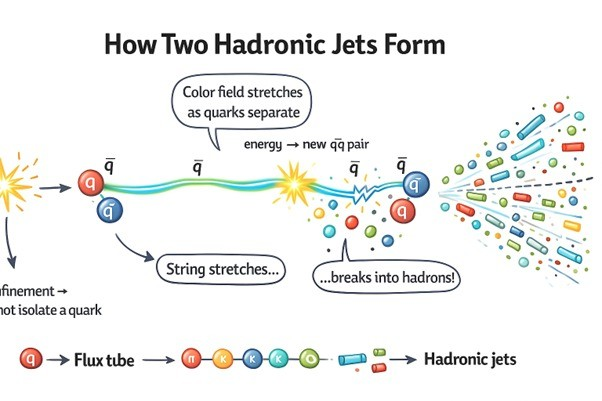 How Two Hadronic Jets Form
Color field stretches
as quarks separate
energy → new qq̄ pair
q̄
q̄
q̄
q̄
q
q̄
q̄
q
String stretches...
...breaks into hadrons!
finement →
not isolate a quark
q → Flux tube → π K K K → Hadronic jets